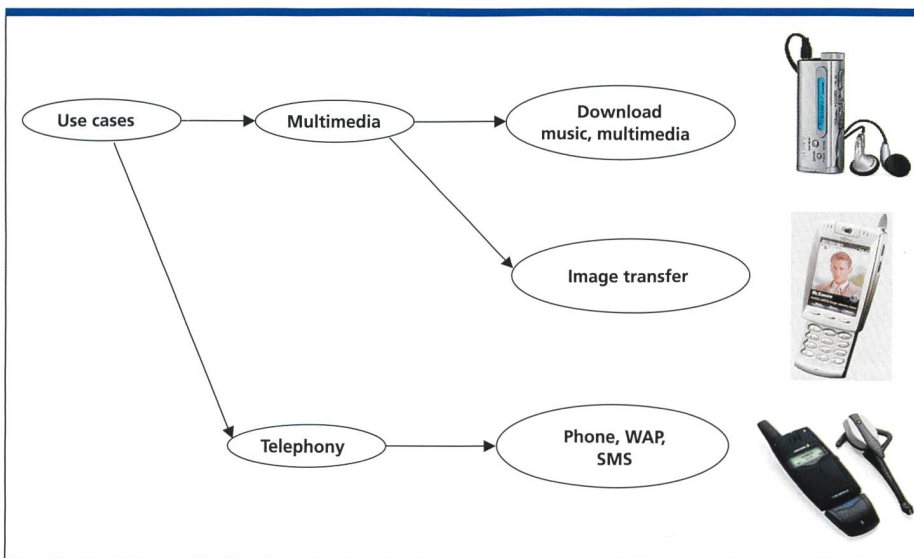 Use cases
Multimedia
Download
music, multimedia
Image transfer
Telephony
Phone, WAP,
SMS